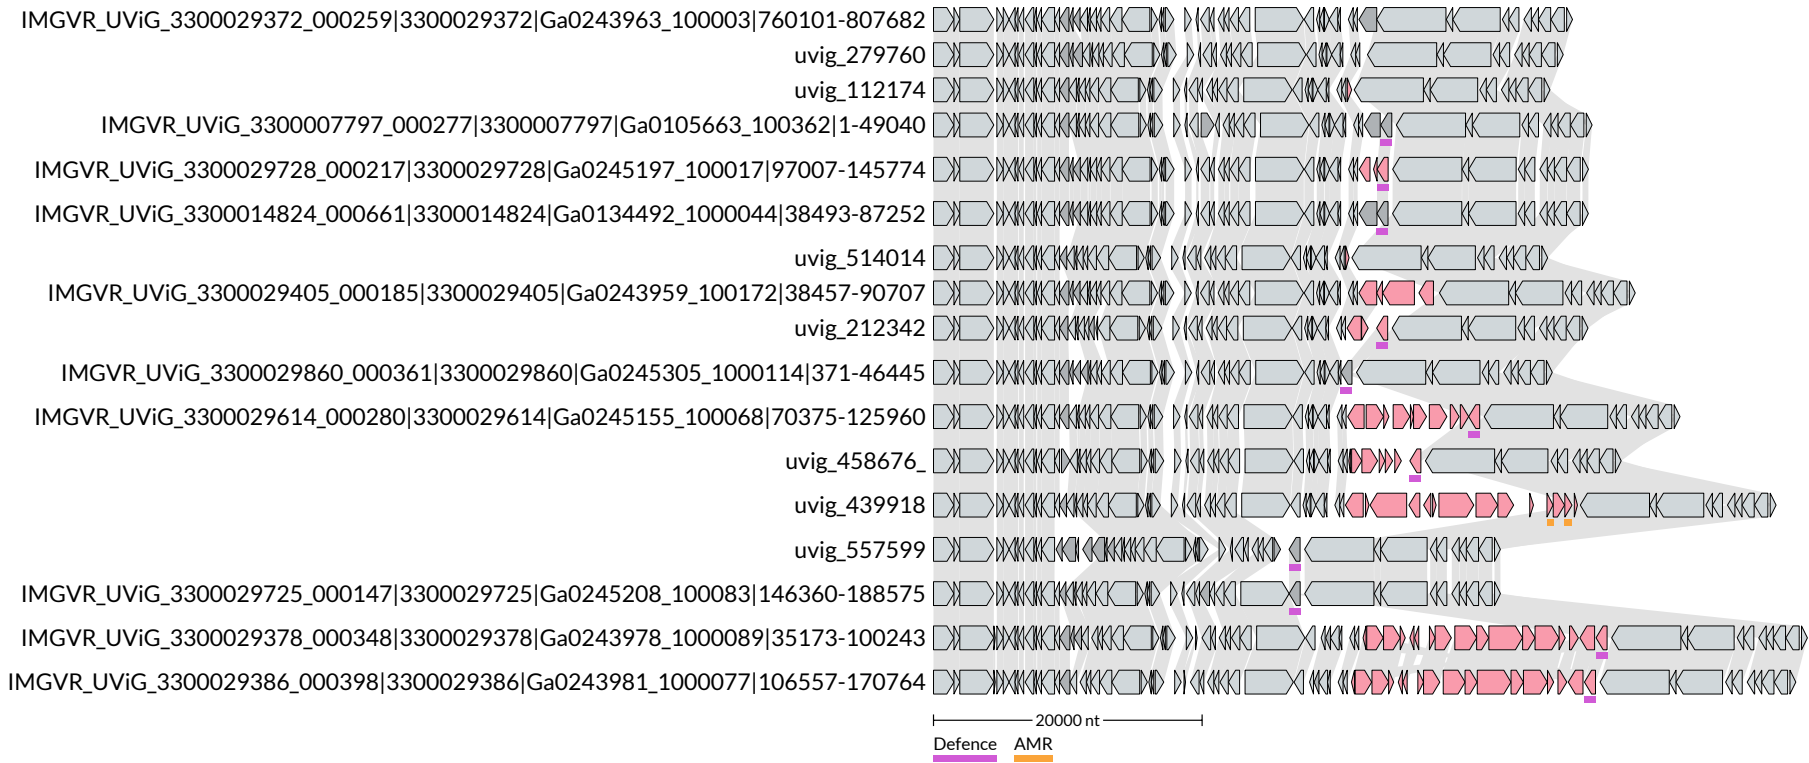 IMGVR_UViG_3300029372_000259|3300029372|Ga0243963_100003|760101-807682
uvig_279760
uvig_112174
IMGVR_UViG_3300007797_000277|3300007797|Ga0105663_100362|1-49040
IMGVR_UViG_3300029728_000217|3300029728|Ga0245197_100017|97007-145774
IMGVR_UViG_3300014824_000661|3300014824|Ga0134492_1000044|38493-87252
uvig_514014
IMGVR_UViG_3300029405_000185|3300029405|Ga0243959_100172|38457-90707
uvig_212342
IMGVR_UViG_3300029860_000361|3300029860|Ga0245305_1000114|371-46445
IMGVR_UViG_3300029614_000280|3300029614|Ga0245155_100068|70375-125960
uvig_458676_
uvig_439918
uvig_557599
IMGVR_UViG_3300029725_000147|3300029725|Ga0245208_100083|146360-188575
IMGVR_UViG_3300029378_000348|3300029378|Ga0243978_1000089|35173-100243
IMGVR_UViG_3300029386_000398|3300029386|Ga0243981_1000077|106557-170764
20000 nt
Defence AMR